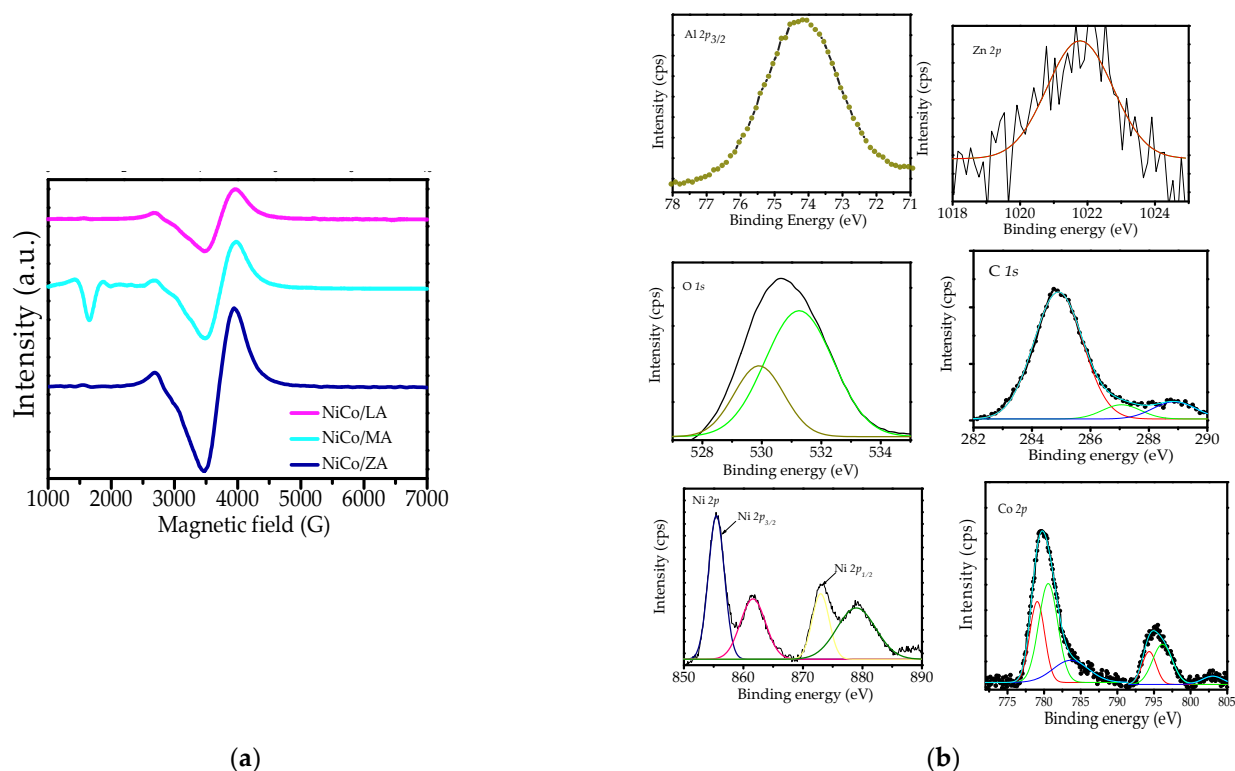 Intensity (a.u.)
NiCo/LA
NiCo/MA
NiCo/ZA
1000 2000 3000 4000 5000 6000 7000
Magnetic field (G)
(a)
Al 2p3/2
Intensity (cps)
78 77 76 75 74 73 72 71
Binding Energy (eV)
Zn 2p
Intensity (cps)
1018 1020 1022 1024
Binding energy (eV)
O 1s
Intensity (cps)
528 530 532 534
Binding energy (eV)
C 1s
Intensity (cps)
282 284 286 288 290
Binding energy (eV)
Ni 2p
Ni 2p3/2
Ni 2p1/2
Intensity (cps)
850 860 870 880 890
Binding energy (eV)
Co 2p
Intensity (cps)
775 780 785 790 795 800 805
Binding energy (eV)
(b)